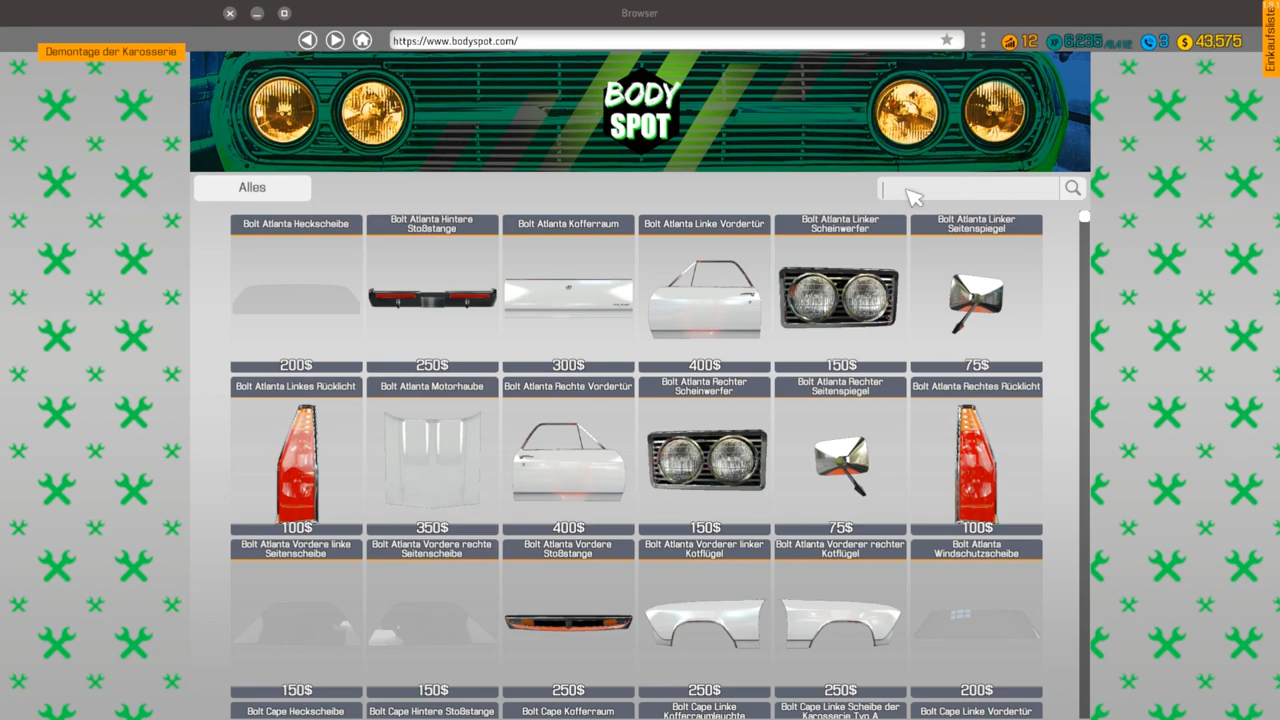 Browser
https://www.bodyspot.com/
12
3
43,575
Einkaufsliste
Demontage der Karosserie
BODY
SPOT
Alles
Bolt Atlanta Heckscheibe
Bolt Atlanta Hintere
Stoßstange
Bolt Atlanta Kofferraum
Bolt Atlanta Linke Vordertür
Bolt Atlanta Linker
Scheinwerfer
Bolt Atlanta Linker
Seitenspiegel
200$
250$
300$
400$
150$
75$
Bolt Atlanta Linkes Rücklicht
Bolt Atlanta Motorhaube
Bolt Atlanta Rechte Vordertür
Bolt Atlanta Rechter
Scheinwerfer
Bolt Atlanta Rechter
Seitenspiegel
Bolt Atlanta Rechtes Rücklicht
100$
350$
400$
150$
75$
100$
Bolt Atlanta Vordere linke
Seitenscheibe
Bolt Atlanta Vordere rechte
Seitenscheibe
Bolt Atlanta Vordere
Stoßstange
Bolt Atlanta Vorderer linker
Kotflügel
Bolt Atlanta Vorderer rechter
Kotflügel
Bolt Atlanta
Windschutzscheibe
150$
150$
250$
250$
250$
200$
Bolt Cape Heckscheibe
Bolt Cape Hintere Stoßstange
Bolt Cape Kofferraum
Bolt Cape Linke
Kofferraumleuchte
Bolt Cape Linke Scheibe der
Karosserie Typ A
Bolt Cape Linke Vordertür